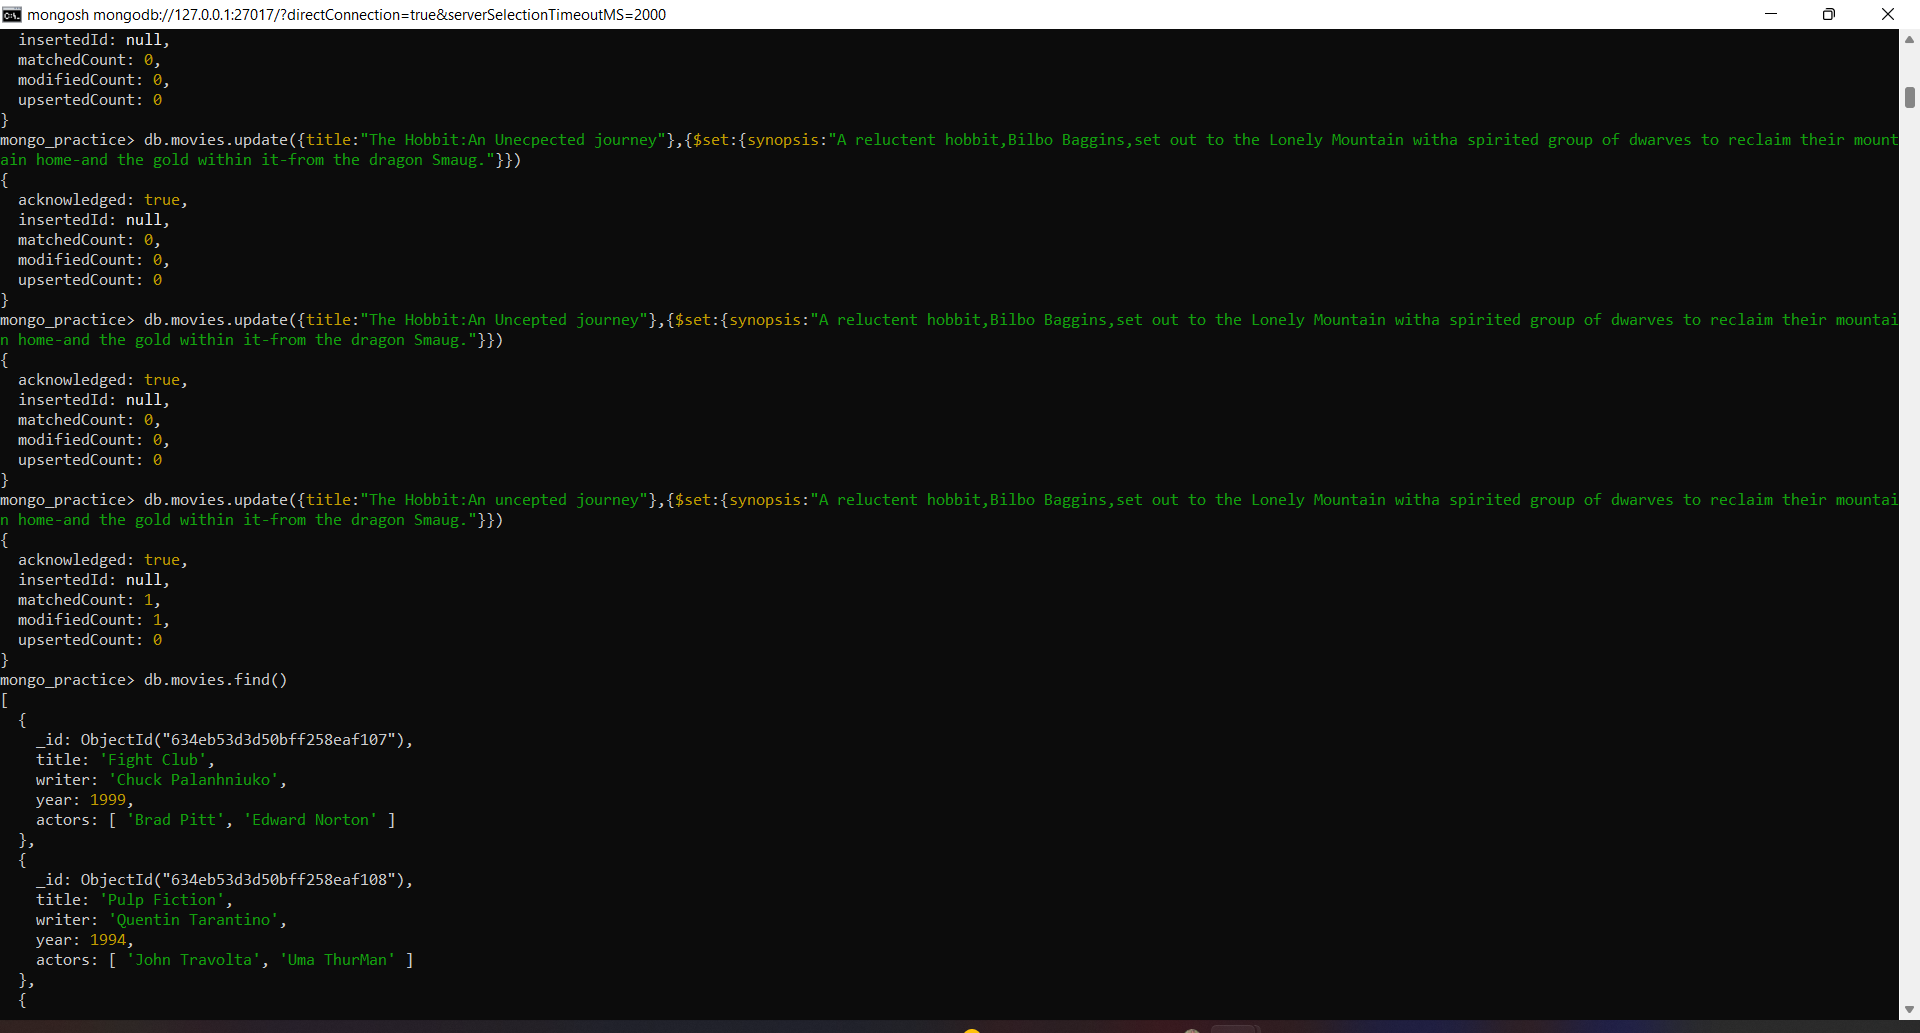 mongosh mongodb://127.0.0.1:27017/?directConnection=true&serverSelectionTimeoutMS=2000
  insertedId: null,
  matchedCount: 0,
  modifiedCount: 0,
  upsertedCount: 0
}
mongo_practice> db.movies.update({title:"The Hobbit:An Unecpected journey"},{$set:{synopsis:"A reluctent hobbit,Bilbo Baggins,set out to the Lonely Mountain witha spirited group of dwarves to reclaim their mount
ain home-and the gold within it-from the dragon Smaug."}})
{
  acknowledged: true,
  insertedId: null,
  matchedCount: 0,
  modifiedCount: 0,
  upsertedCount: 0
}
mongo_practice> db.movies.update({title:"The Hobbit:An Uncepted journey"},{$set:{synopsis:"A reluctent hobbit,Bilbo Baggins,set out to the Lonely Mountain witha spirited group of dwarves to reclaim their mountai
n home-and the gold within it-from the dragon Smaug."}})
{
  acknowledged: true,
  insertedId: null,
  matchedCount: 0,
  modifiedCount: 0,
  upsertedCount: 0
}
mongo_practice> db.movies.update({title:"The Hobbit:An uncepted journey"},{$set:{synopsis:"A reluctent hobbit,Bilbo Baggins,set out to the Lonely Mountain witha spirited group of dwarves to reclaim their mountai
n home-and the gold within it-from the dragon Smaug."}})
{
  acknowledged: true,
  insertedId: null,
  matchedCount: 1,
  modifiedCount: 1,
  upsertedCount: 0
}
mongo_practice> db.movies.find()
[
  {
    _id: ObjectId("634eb53d3d50bff258eaf107"),
    title: 'Fight Club',
    writer: 'Chuck Palanhniuko',
    year: 1999,
    actors: [ 'Brad Pitt', 'Edward Norton' ]
  },
  {
    _id: ObjectId("634eb53d3d50bff258eaf108"),
    title: 'Pulp Fiction',
    writer: 'Quentin Tarantino',
    year: 1994,
    actors: [ 'John Travolta', 'Uma ThurMan' ]
  },
  {